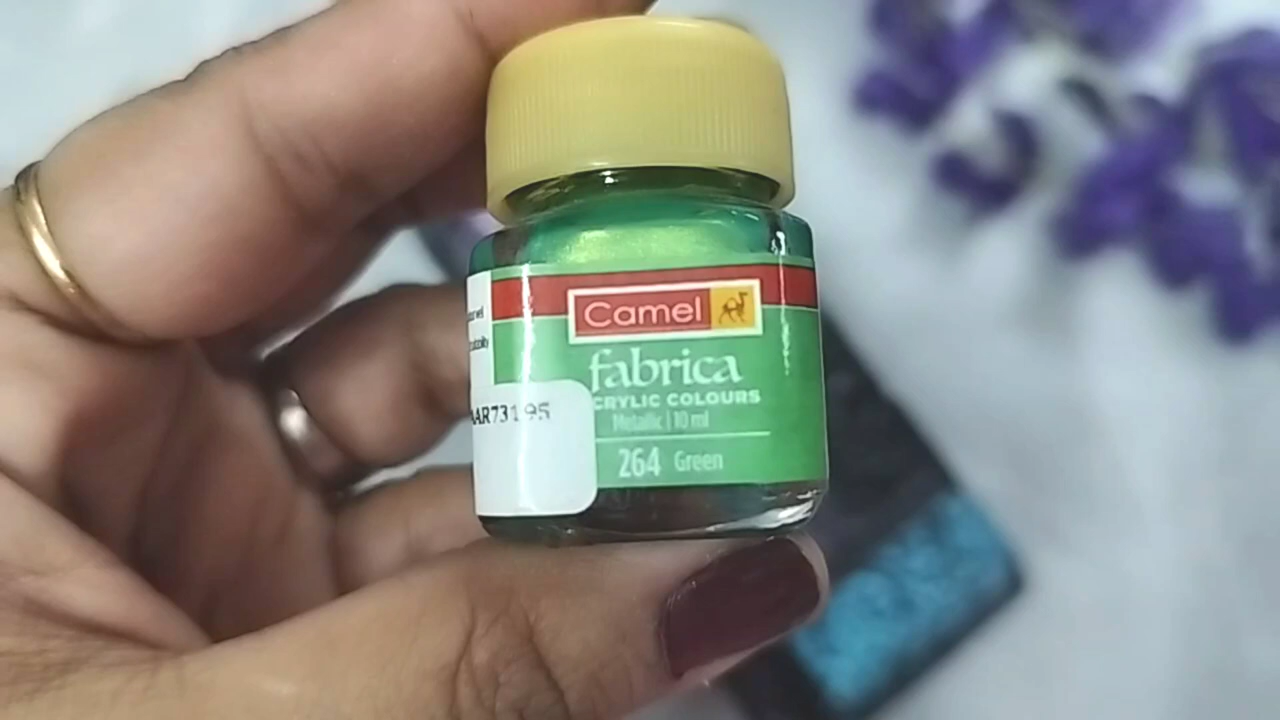 Camel
fabrica
CRYLIC COLOURS
Metallic | 10 ml
264 Green
AR73195